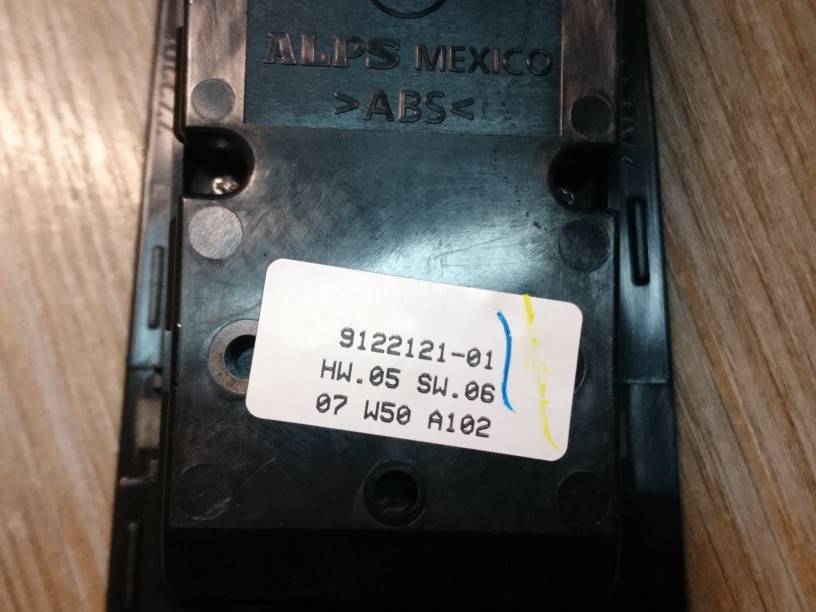 ALPS MEXICO
>ABS<
9122121-01
HW.05 SW.06
07 W50 A102